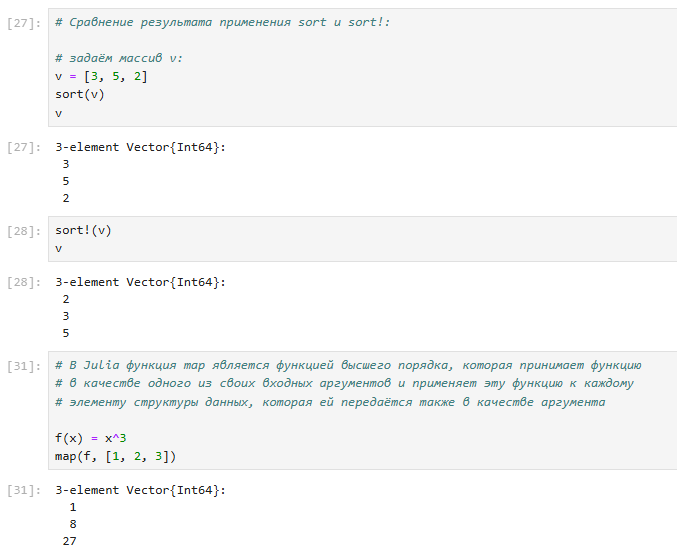 [27]: # Сравнение результата применения sort и sort!:
# задаём массив v:
v = [3, 5, 2]
sort(v)
v
[27]: 3-element Vector{Int64}:
3
5
2
[28]: sort!(v)
v
[28]: 3-element Vector{Int64}:
2
3
5
[31]: # В Julia функция map является функцией высшего порядка, которая принимает функцию
# в качестве одного из своих входных аргументов и применяет эту функцию к каждому
# элементу структуры данных, которая ей передаётся также в качестве аргумента
f(x) = x^3
map(f, [1, 2, 3])
[31]: 3-element Vector{Int64}:
1
8
27